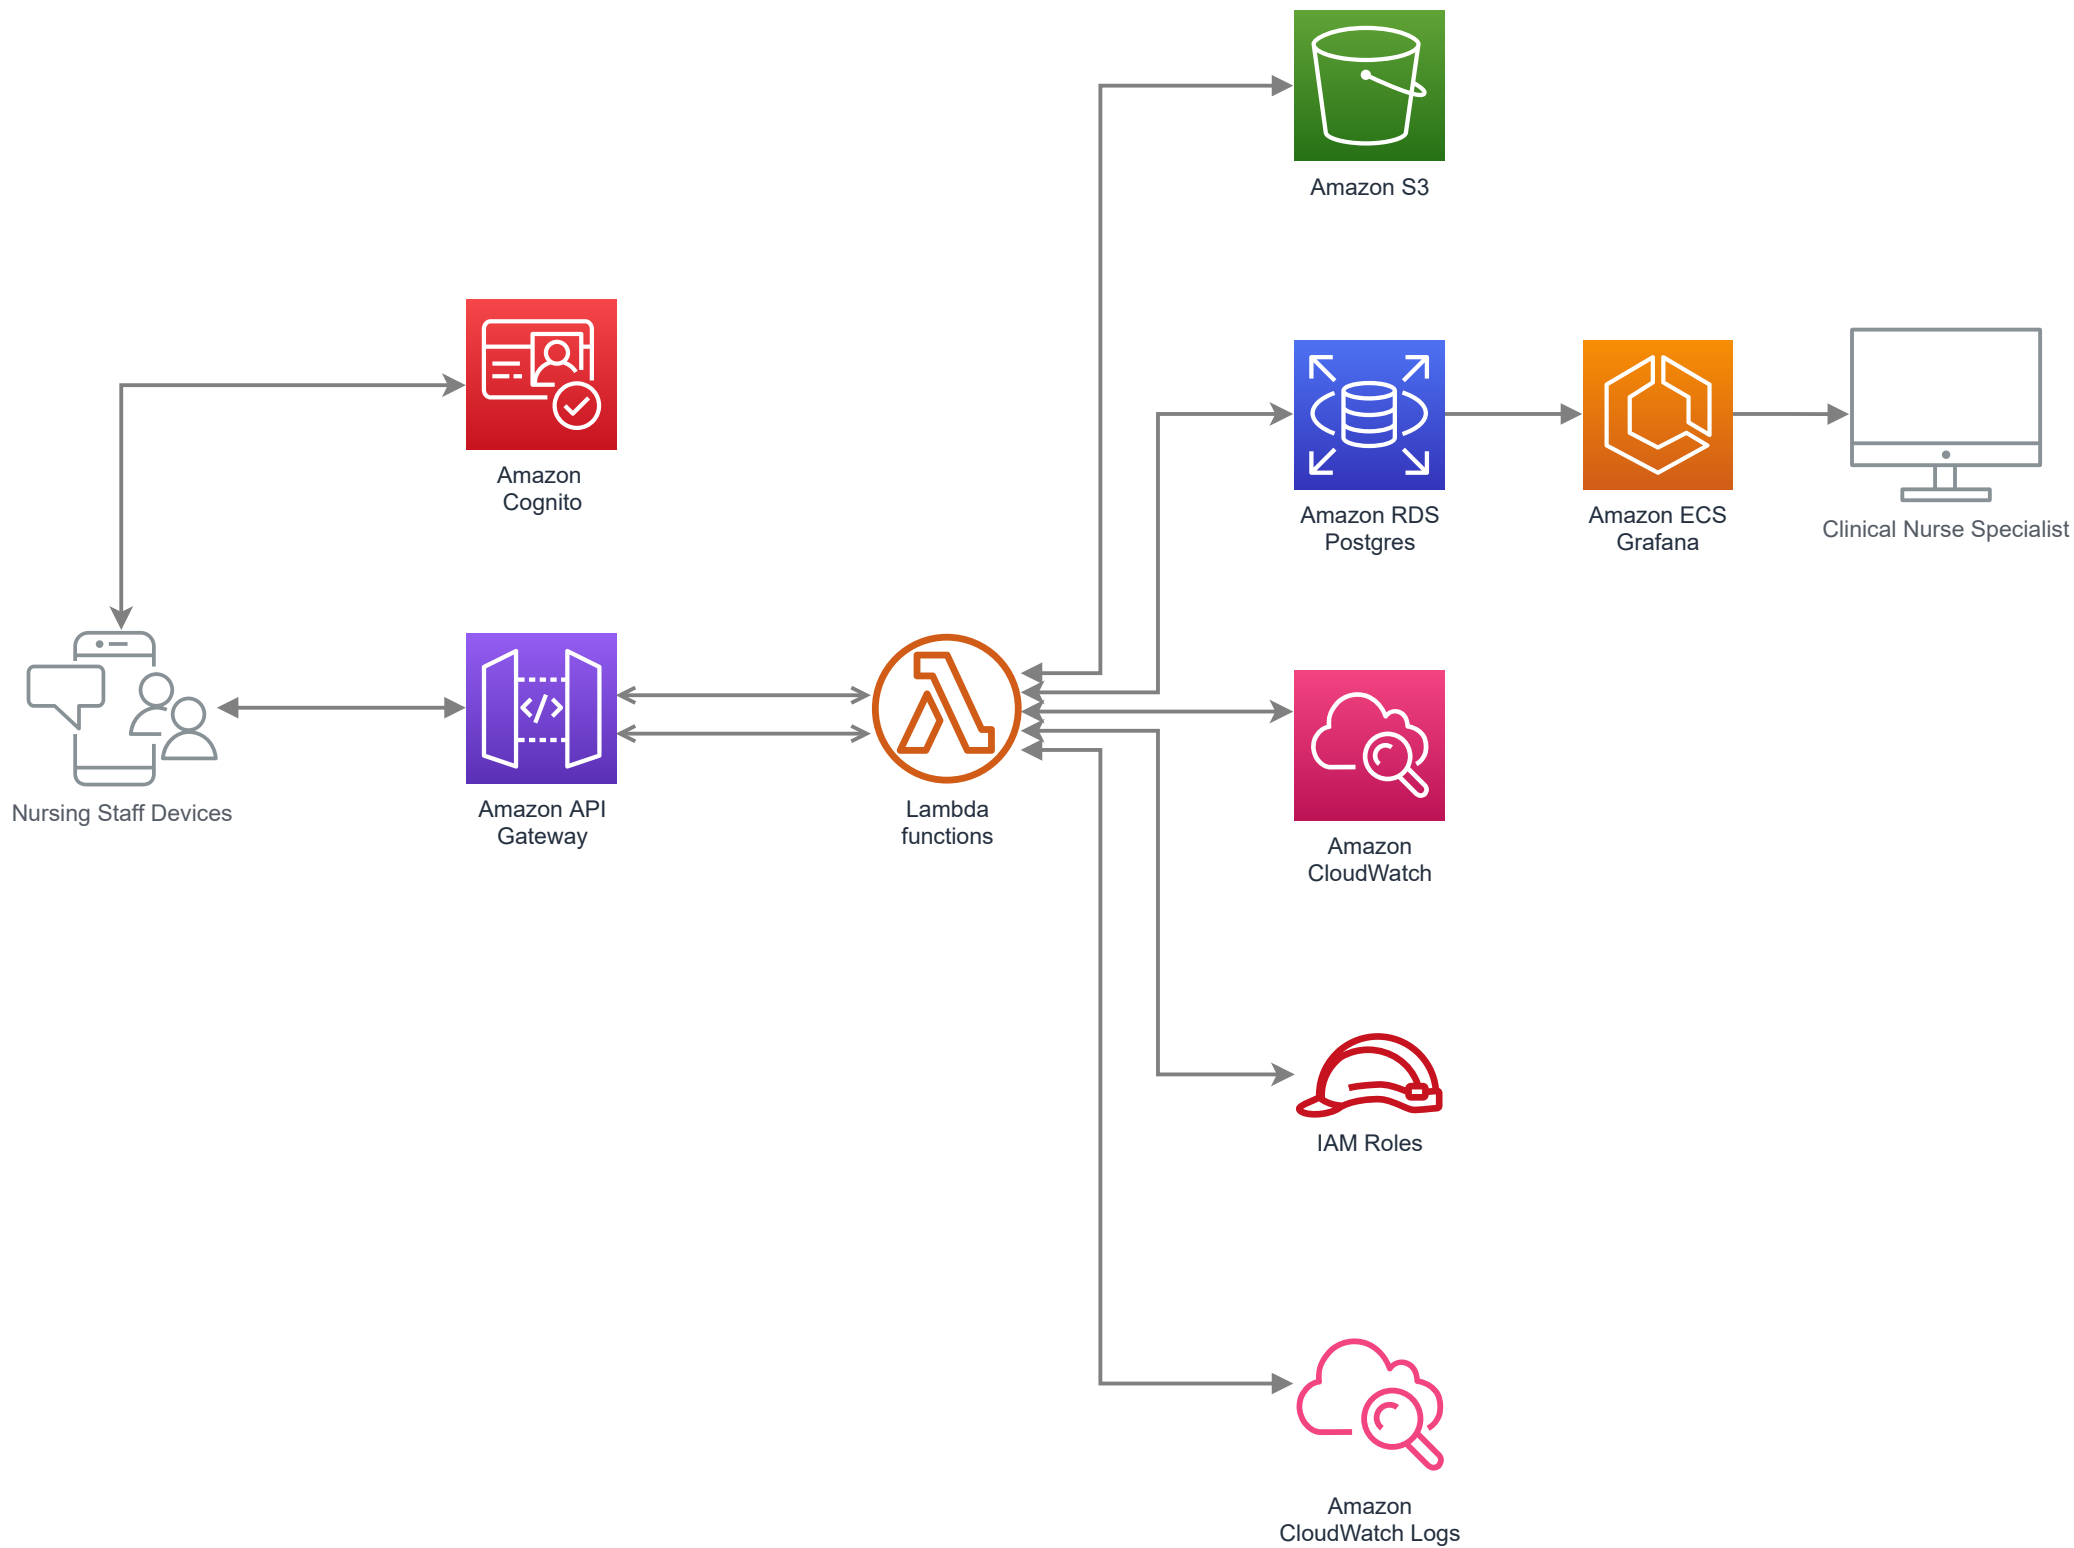 Amazon S3
Amazon
Cognito
Amazon RDS
Postgres
Amazon ECS
Grafana
Clinical Nurse Specialist
Nursing Staff Devices
Amazon API
Gateway
Lambda
functions
Amazon
CloudWatch
IAM Roles
Amazon
CloudWatch Logs